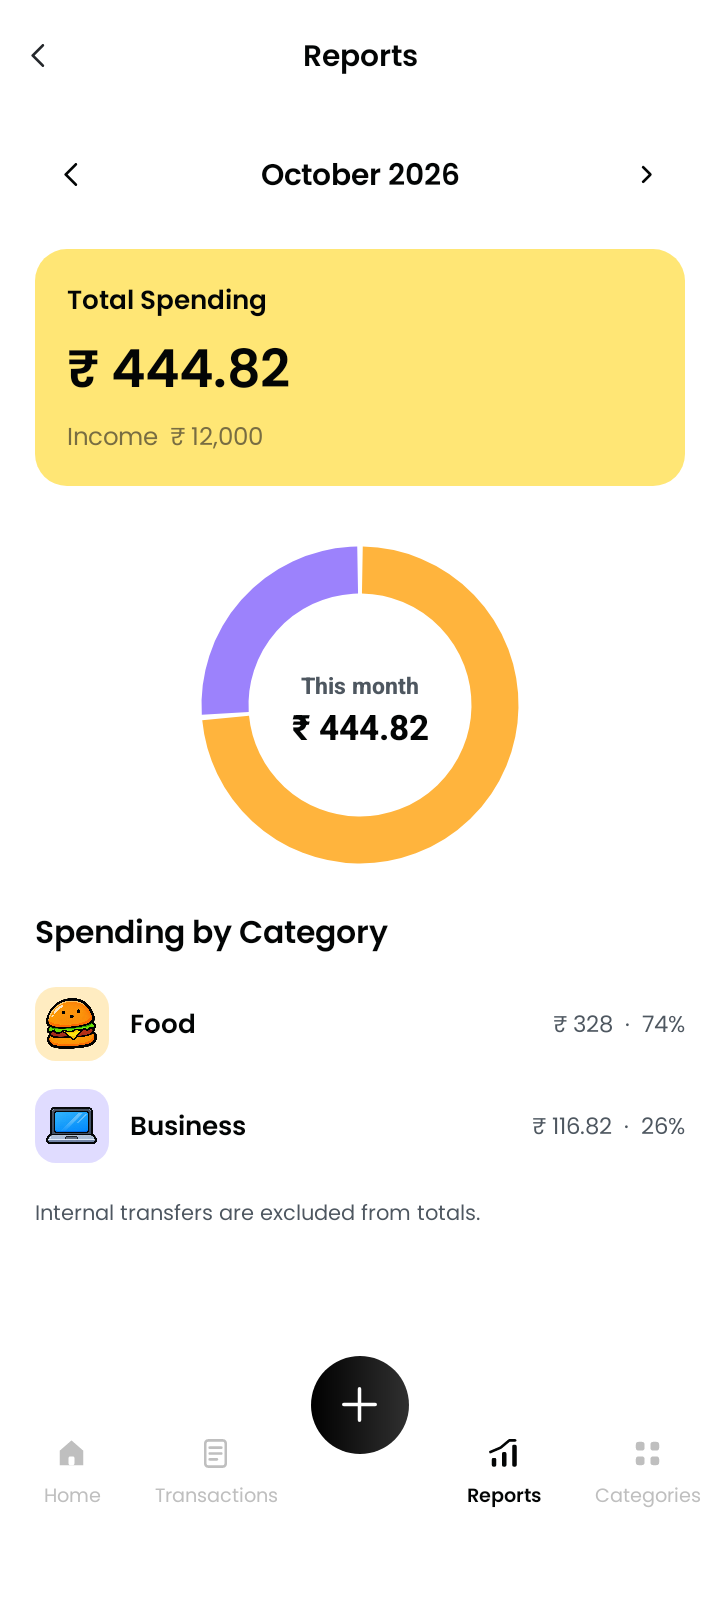 Reports
October 2026
Total Spending
₹ 444.82
Income ₹ 12,000
This month
₹ 444.82
Spending by Category
Food ₹ 328 · 74%
Business ₹ 116.82 · 26%
Internal transfers are excluded from totals.
Home Transactions Reports Categories